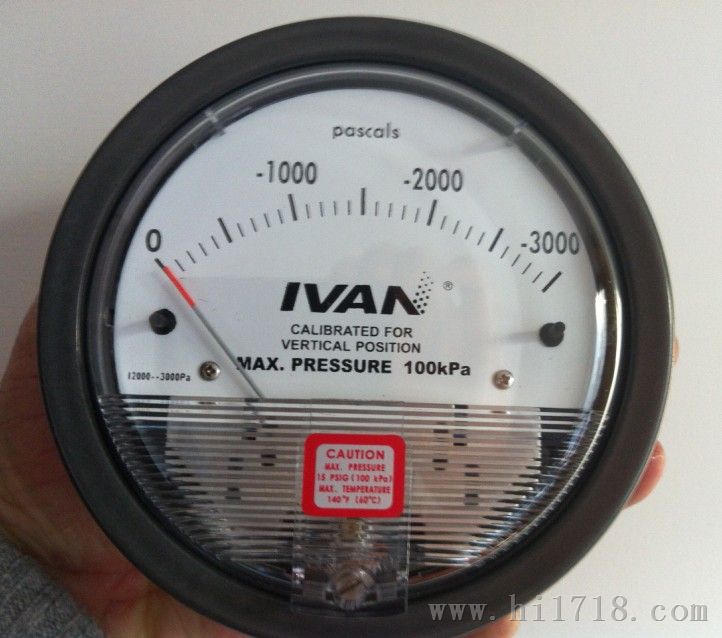 pascals
-1000
-2000
0
-3000
IVAN ®
CALIBRATED FOR
VERTICAL POSITION
MAX. PRESSURE 100kPa
12000--3000Pa
CAUTION
MAX. PRESSURE
15 PSIG (100 kPa)
MAX. TEMPERATURE
140°F (60°C)
www.hi1718.com